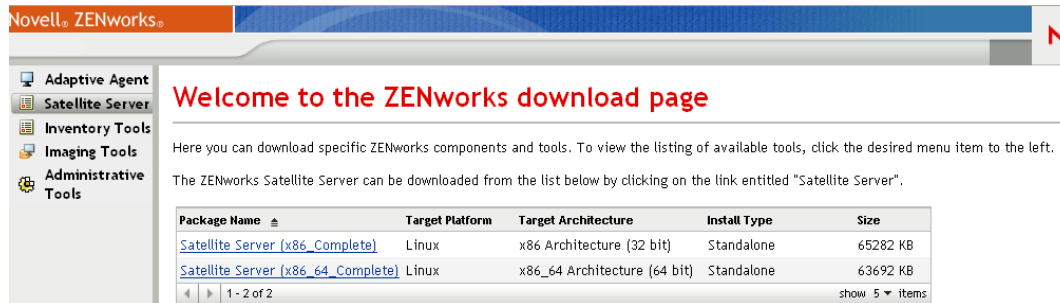 Novell® ZENworks®
N
Adaptive Agent
Satellite Server
Inventory Tools
Imaging Tools
Administrative
Tools
Welcome to the ZENworks download page
Here you can download specific ZENworks components and tools. To view the listing of available tools, click the desired menu item to the left.
The ZENworks Satellite Server can be downloaded from the list below by clicking on the link entitled "Satellite Server".
Package Name Target Platform Target Architecture Install Type Size
Satellite Server (x86_Complete) Linux x86 Architecture (32 bit) Standalone 65282 KB
Satellite Server (x86_64_Complete) Linux x86_64 Architecture (64 bit) Standalone 63692 KB
1 - 2 of 2 show 5 items